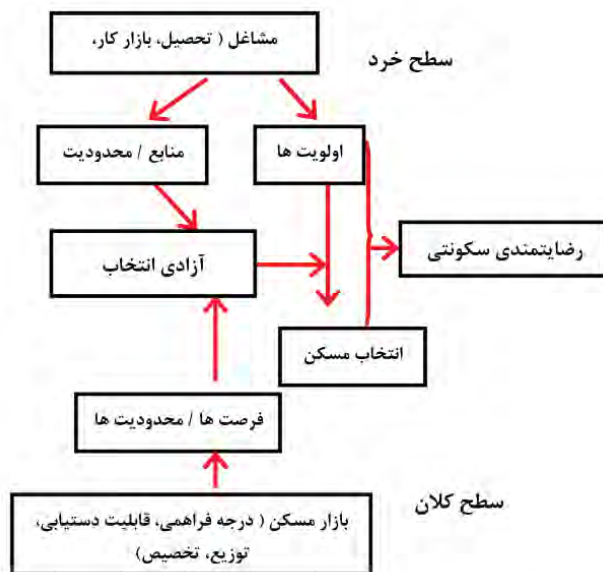 مشاغل ( تحصیل، بازار کار،
سطح خرد
منابع / محدودیت
اولویت ها
آزادی انتخاب
رضایتمندی سکونتی
انتخاب مسکن
فرصت ها / محدودیت ها
سطح کلان
بازار مسکن ( درجه فراهمی، قابلیت دستیابی،
توزیع، تخصیص)